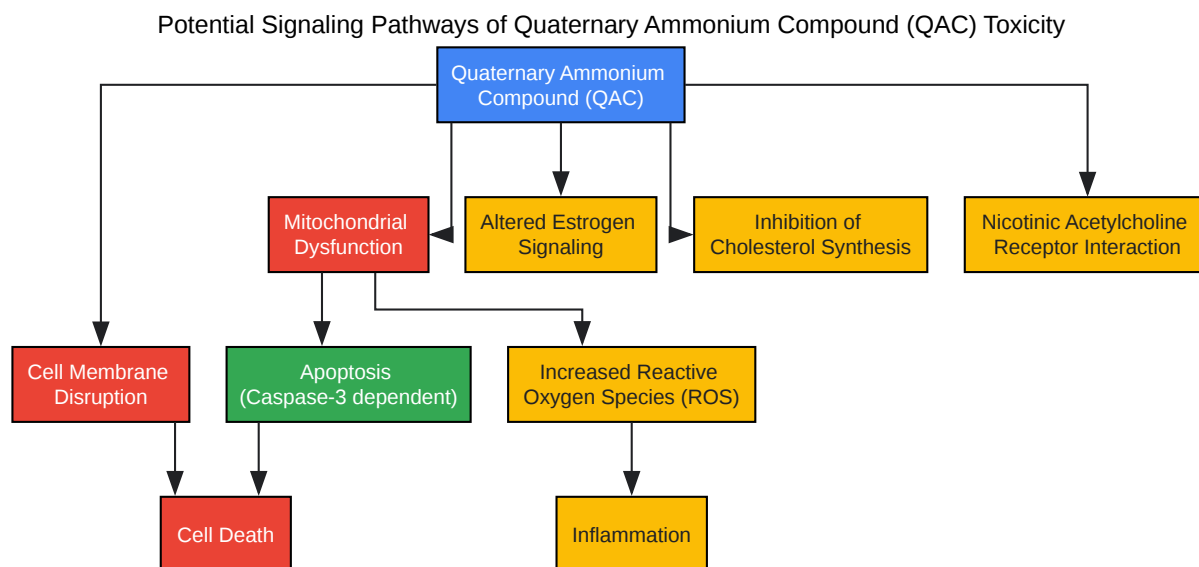 Potential Signaling Pathways of Quaternary Ammonium Compound (QAC) Toxicity
Quaternary Ammonium
Compound (QAC)
Mitochondrial
Dysfunction
Altered Estrogen
Signaling
Inhibition of
Cholesterol Synthesis
Nicotinic Acetylcholine
Receptor Interaction
Cell Membrane
Disruption
Apoptosis
(Caspase-3 dependent)
Increased Reactive
Oxygen Species (ROS)
Cell Death
Inflammation